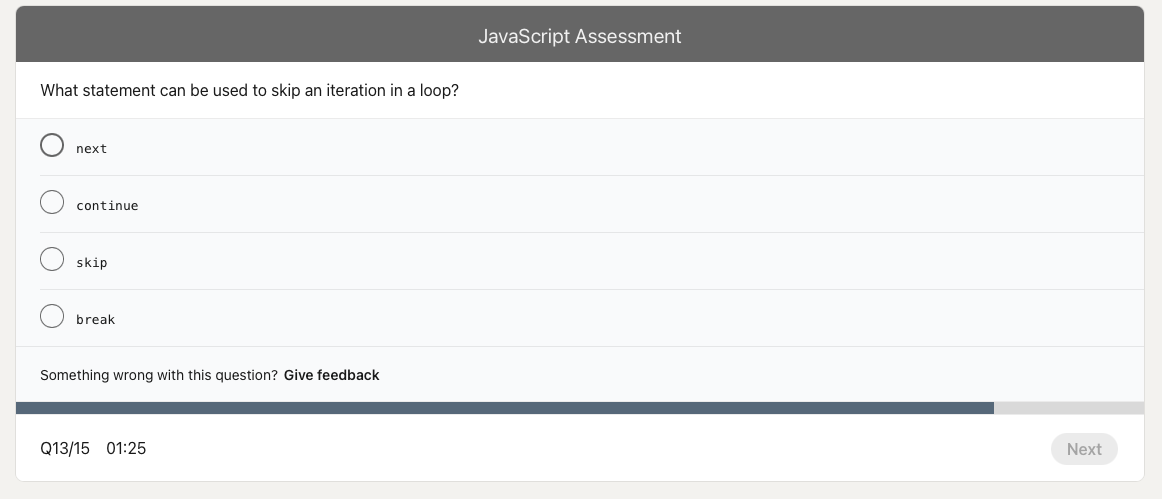 JavaScript Assessment
What statement can be used to skip an iteration in a loop?
next
continue
skip
break
Something wrong with this question? Give feedback
Q13/15 01:25
Next